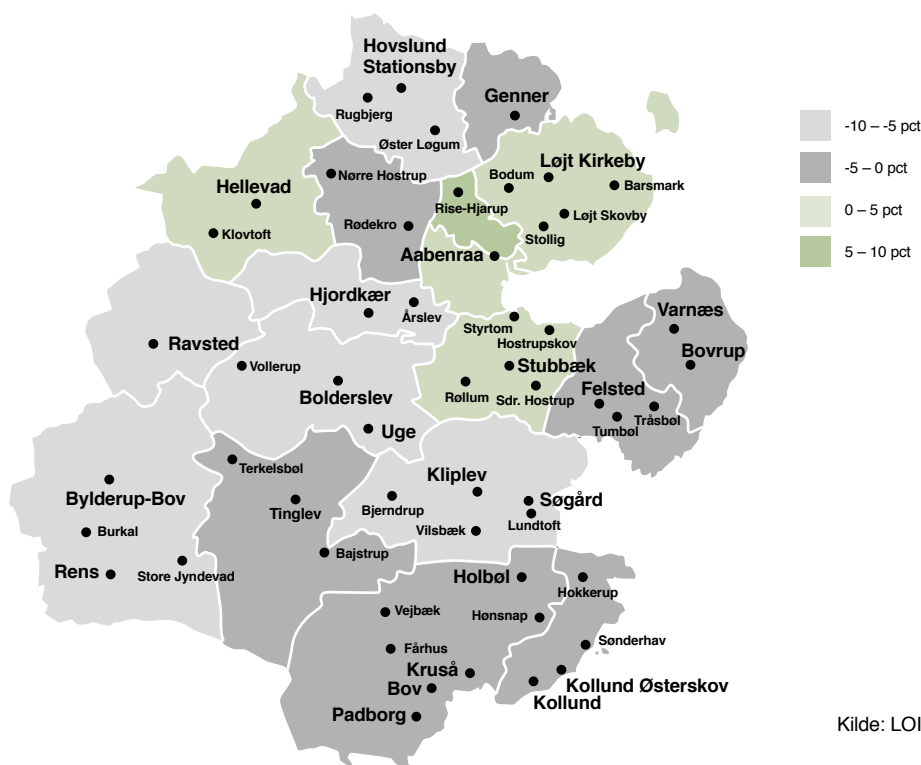 Hovslund
Stationsby
Rugbjerg
Øster Løgum
Genner
Nørre Hostrup
Hellevad
Klovtoft
Rødekro
Rise-Hjarup
Bodum
Løjt Kirkeby
Barsmark
Løjt Skovby
Stollig
Aabenraa
Hjordkær
Årslev
Styrtom
Hostrupskov
Varnæs
Bovrup
Ravsted
Vollerup
Bolderslev
Stubbæk
Røllum
Sdr. Hostrup
Felsted
Tråsbøl
Tumbøl
Uge
Terkelsbøl
Kliplev
Bylderup-Bov
Tinglev
Bjerndrup
Søgård
Lundtoft
Vilsbæk
Burkal
Bajstrup
Rens
Store Jyndevad
Holbøl
Hokkerup
Vejbæk
Hønsnap
Fårhus
Sønderhav
Kruså
Bov
Kollund Østerskov
Kollund
Padborg
-10 – -5 pct
-5 – 0 pct
0 – 5 pct
5 – 10 pct
Kilde: LOI